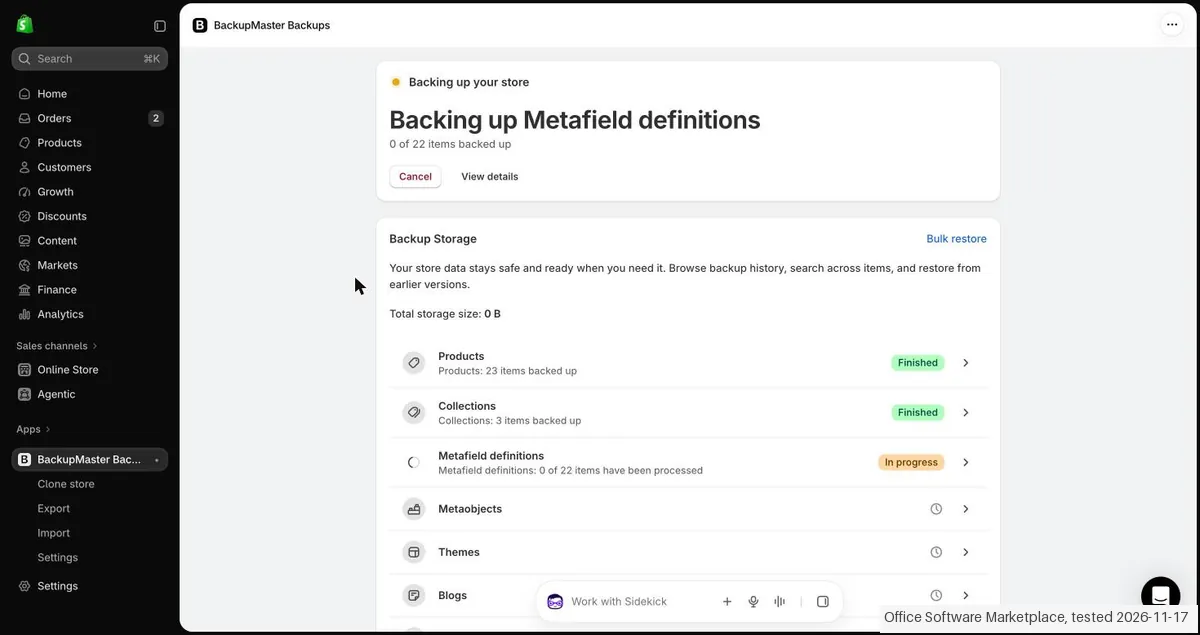 Search ⌘K
Home
Orders 2
Products
Customers
Growth
Discounts
Content
Markets
Finance
Analytics
Sales channels
Online Store
Agentic
Apps
BackupMaster Bac...
Clone store
Export
Import
Settings
Settings
B BackupMaster Backups
Backing up your store
Backing up Metafield definitions
0 of 22 items backed up
Cancel View details
Backup Storage Bulk restore
Your store data stays safe and ready when you need it. Browse backup history, search across items, and restore from
earlier versions.
Total storage size: 0 B
Products
Products: 23 items backed up
Finished
Collections
Collections: 3 items backed up
Finished
Metafield definitions
Metafield definitions: 0 of 22 items have been processed
In progress
Metaobjects
Themes
Blogs
Work with Sidekick
Office Software Marketplace, tested 2026-11-17